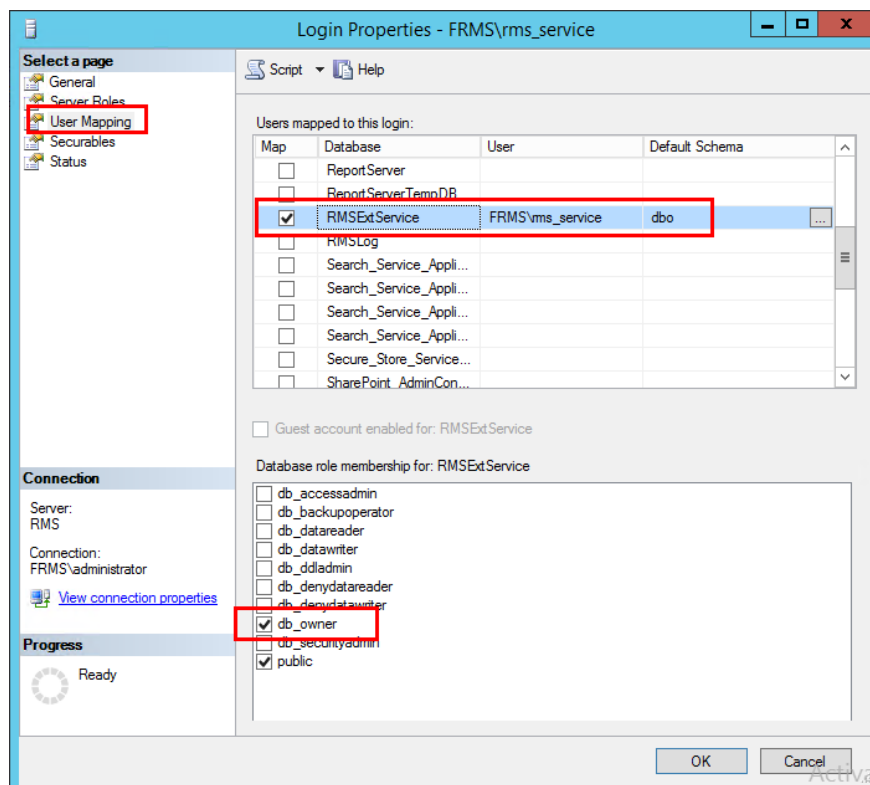 Login Properties - FRMS\rms_service
Select a page
General
Server Roles
User Mapping
Securables
Status
Script
Help
Users mapped to this login:
Map Database User Default Schema
ReportServer
ReportServerTempDB
RMSExtService FRMS\rms_service dbo ...
RMSLog
Search_Service_Appli...
Search_Service_Appli...
Search_Service_Appli...
Search_Service_Appli...
Secure_Store_Service...
SharePoint_AdminCon...
Guest account enabled for: RMSExtService
Database role membership for: RMSExtService
db_accessadmin
db_backupoperator
db_datareader
db_datawriter
db_ddladmin
db_denydatareader
db_denydatawriter
db_owner
db_securityadmin
public
Connection
Server:
RMS
Connection:
FRMS\administrator
View connection properties
Progress
Ready
OK Cancel
Activa